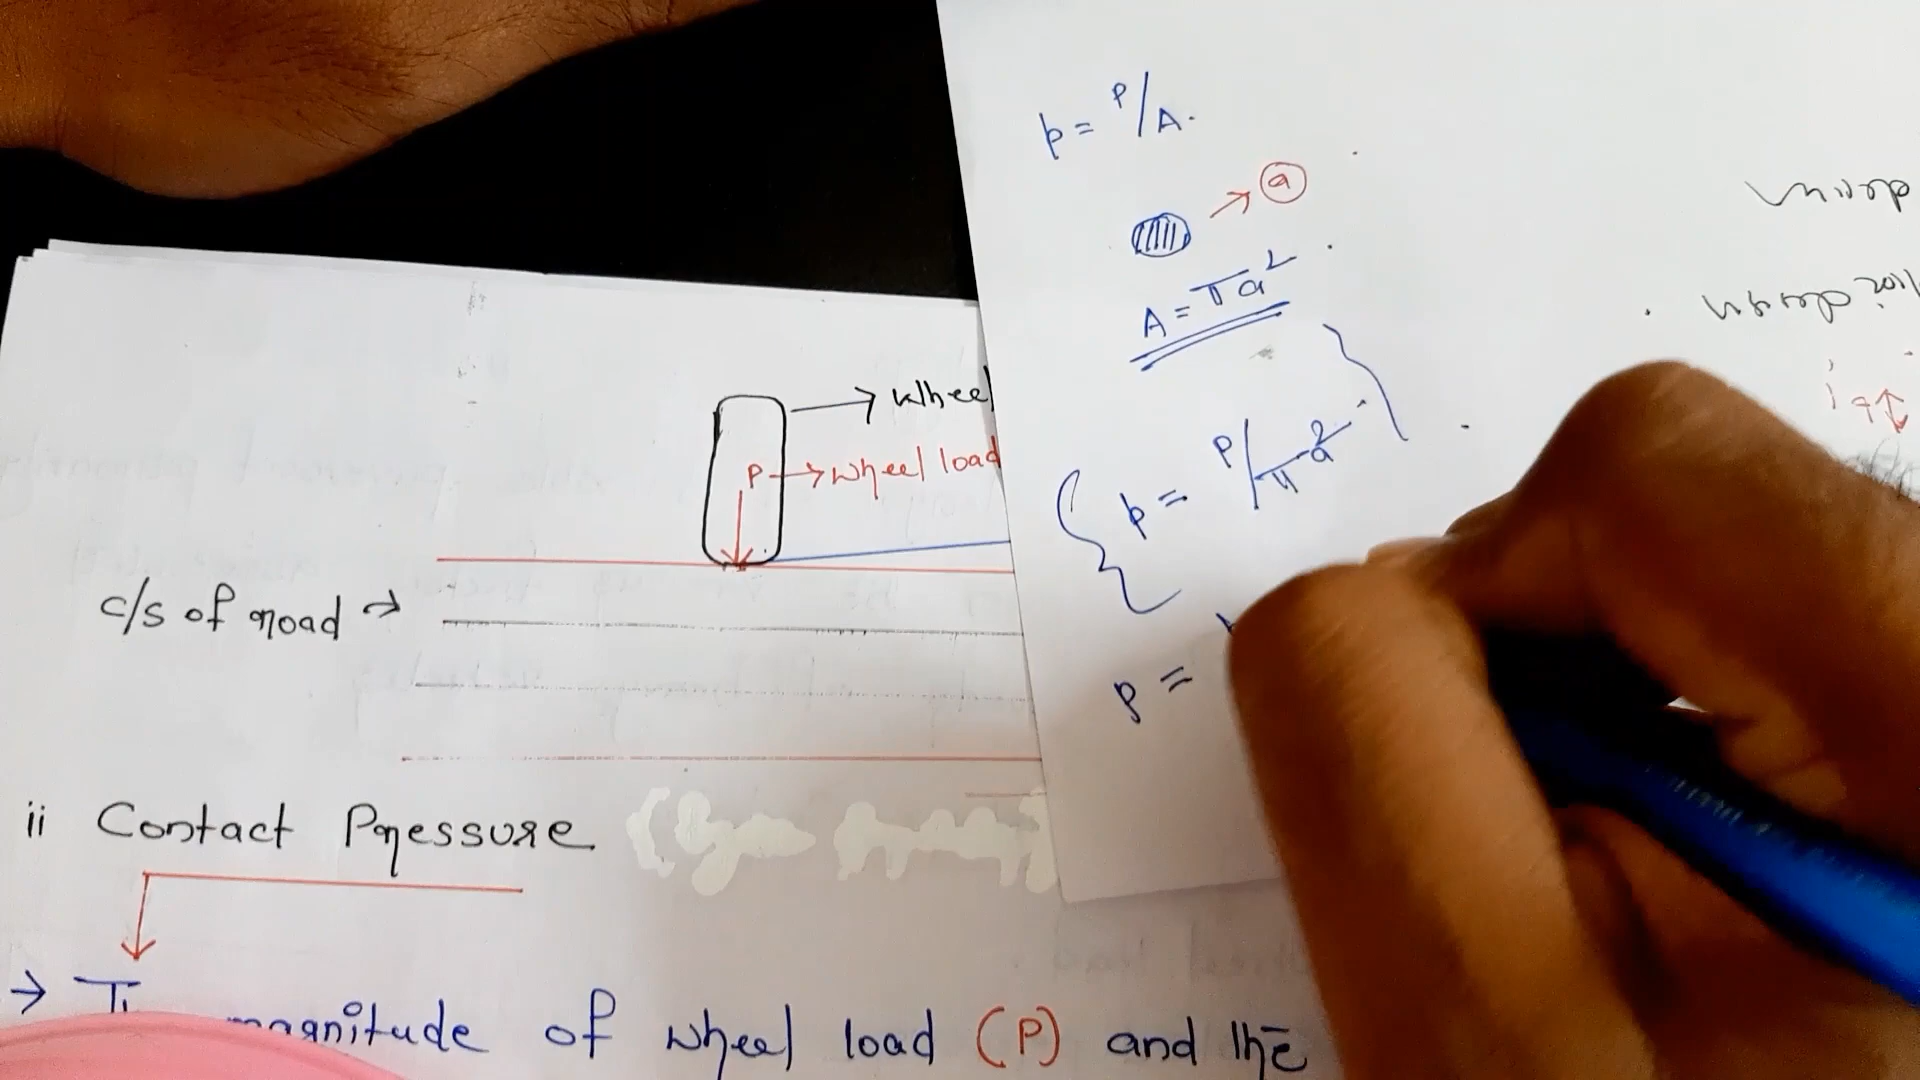 p = P/A.
a
A = πa²
p = P/πa²
P =
→ Wheel
P → wheel load
c/s of road →
ii Contact Pressure
→ magnitude of wheel load (P) and the